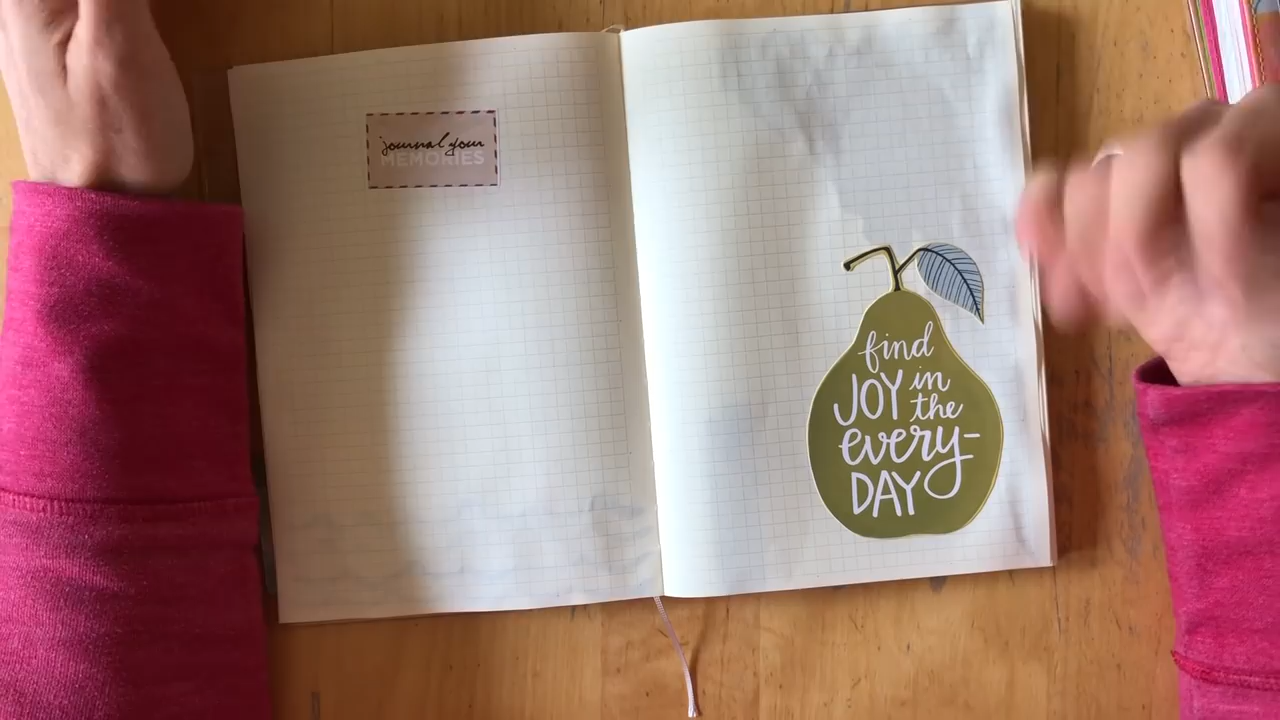 journal your
MEMORIES
find
JOY in
the
every-
DAY